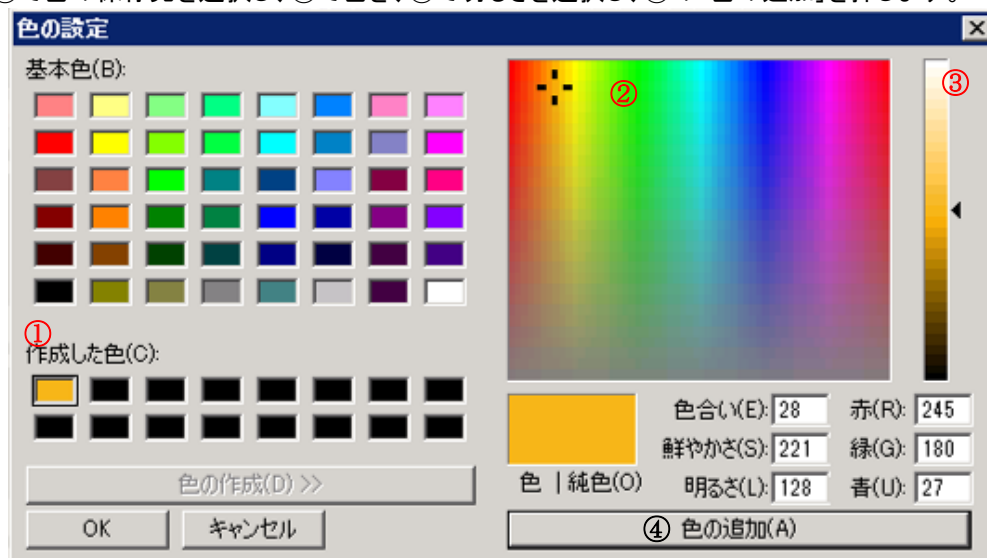 色の設定
基本色(B):
②
③
①
作成した色(C):
色合い(E): 28 赤(R): 245
鮮やかさ(S): 221 緑(G): 180
色 | 純色(O) 明るさ(L): 128 青(U): 27
色の作成(D) >>
OK キャンセル ④ 色の追加(A)